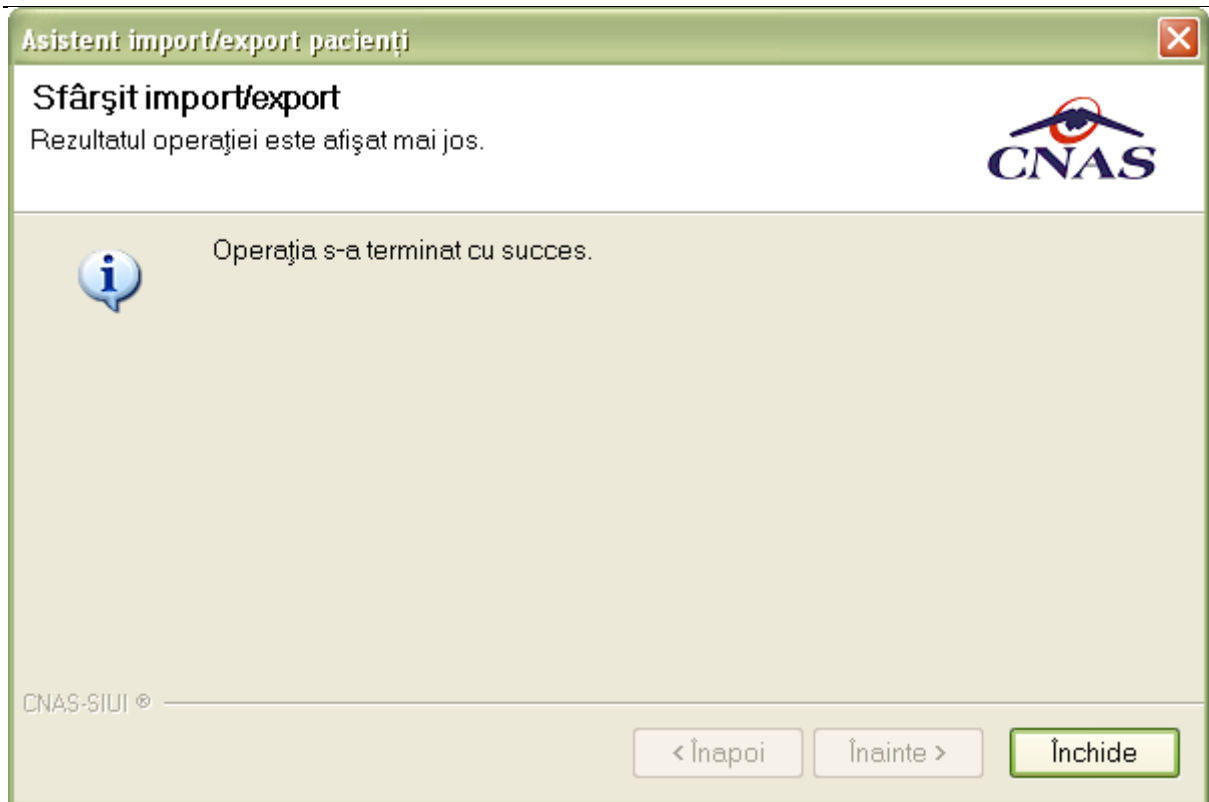 Asistent import/export pacienţi
Sfârşit import/export
Rezultatul operaţiei este afişat mai jos.
CNAS
Operaţia s-a terminat cu succes.
CNAS-SIUI ®
< Înapoi
Înainte >
Închide